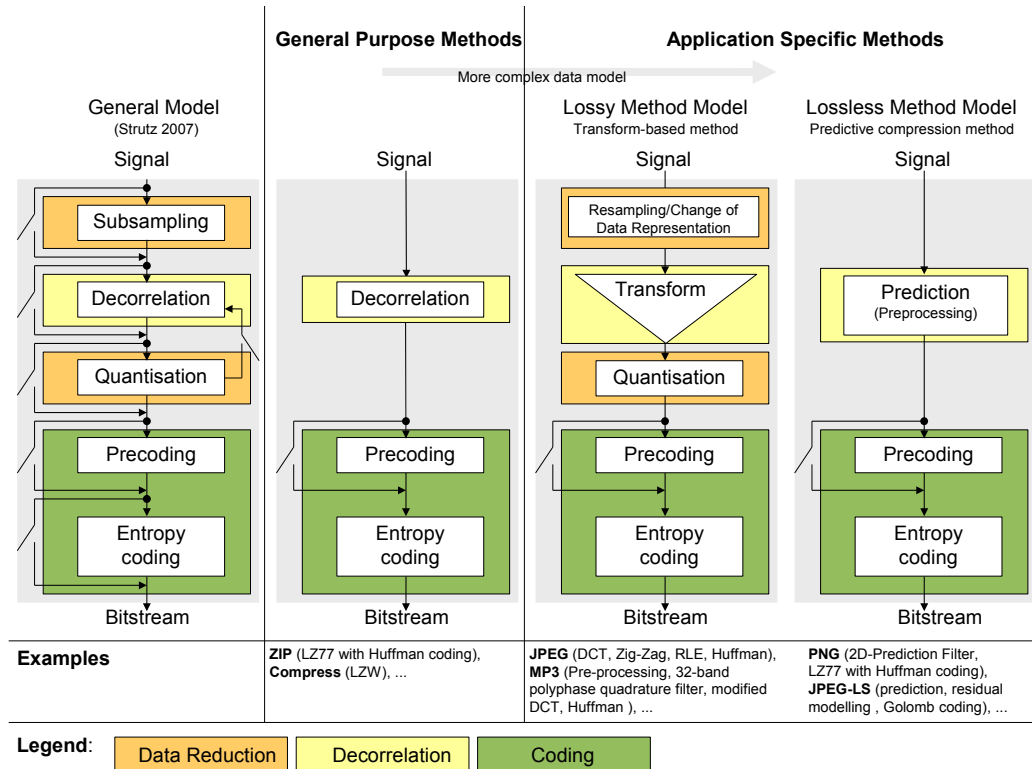 General Purpose Methods
Application Specific Methods
More complex data model
General Model
(Strutz 2007)
Signal
Subsampling
Decorrelation
Quantisation
Precoding
Entropy
coding
Bitstream
Signal
Decorrelation
Precoding
Entropy
coding
Bitstream
Lossy Method Model
Transform-based method
Signal
Resampling/Change of
Data Representation
Transform
Quantisation
Precoding
Entropy
coding
Bitstream
Lossless Method Model
Predictive compression method
Signal
Prediction
(Preprocessing)
Precoding
Entropy
coding
Bitstream
Examples
ZIP (LZ77 with Huffman coding),
Compress (LZW), ...
JPEG (DCT, Zig-Zag, RLE, Huffman),
MP3 (Pre-processing, 32-band
polyphase quadrature filter, modified
DCT, Huffman ), ...
PNG (2D-Prediction Filter,
LZ77 with Huffman coding),
JPEG-LS (prediction, residual
modelling , Golomb coding), ...
Legend:
Data Reduction
Decorrelation
Coding